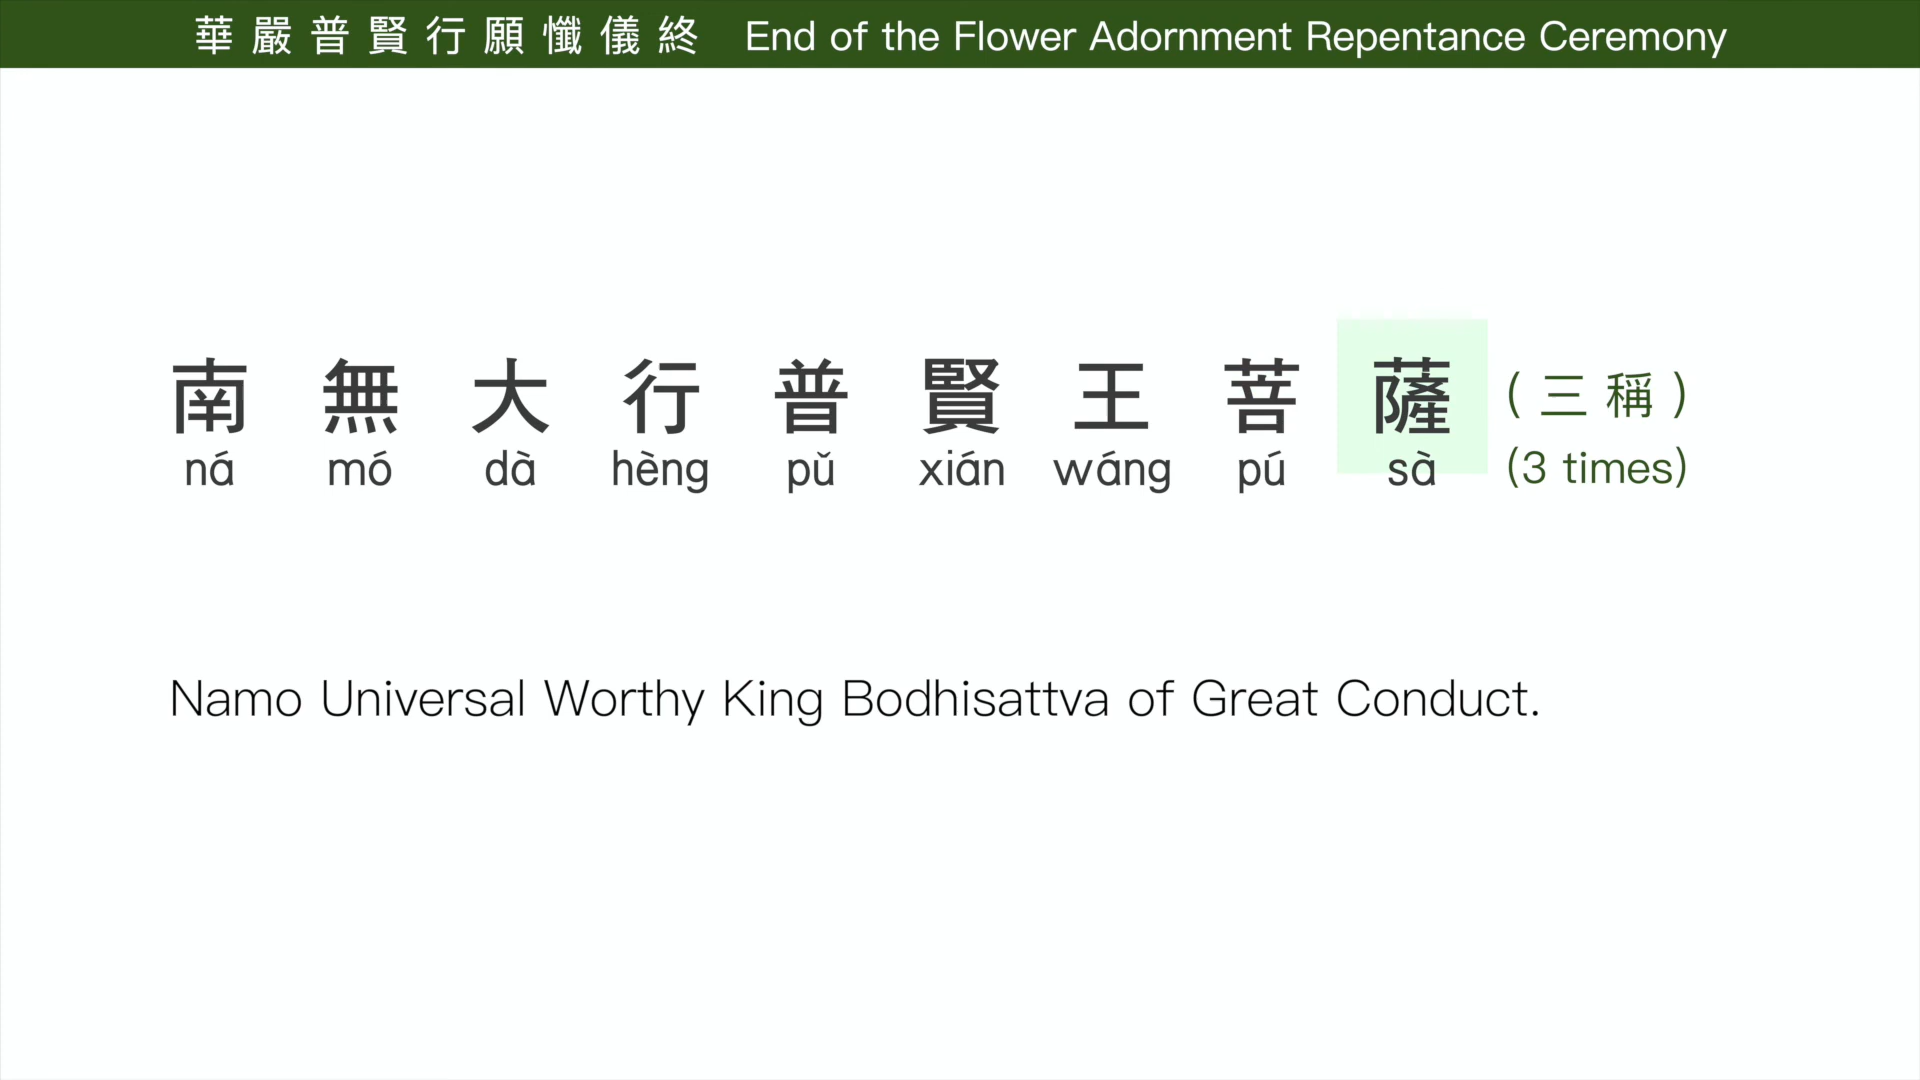 華嚴普賢行願懺儀終 End of the Flower Adornment Repentance Ceremony
南無大行普賢王菩薩 (三稱)
ná mó dà hèng pǔ xián wáng pú sà (3 times)
Namo Universal Worthy King Bodhisattva of Great Conduct.